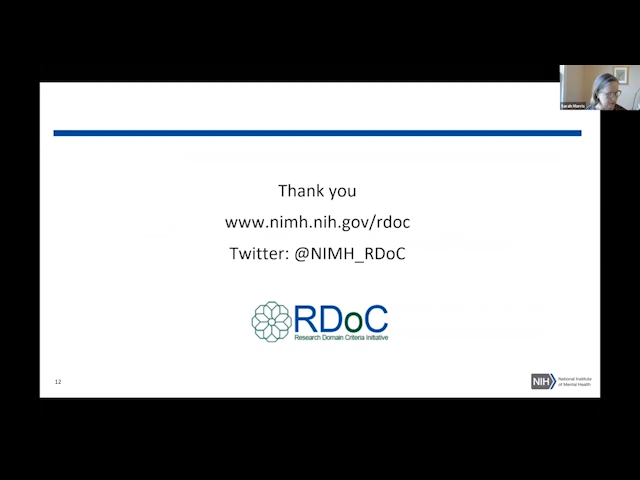 Sarah Morris
Thank you
www.nimh.nih.gov/rdoc
Twitter: @NIMH_RDoC
RDoC
Research Domain Criteria Initiative
12
NIH
National Institute
of Mental Health